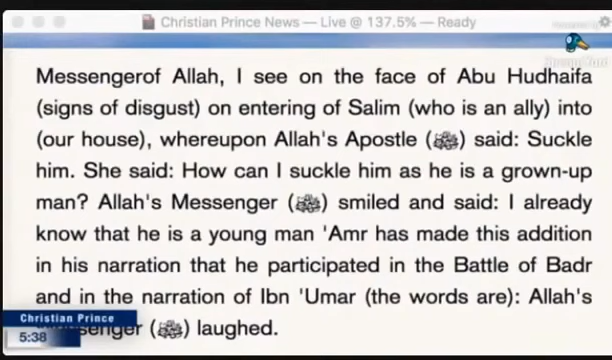 Christian Prince News — Live @ 137.5% — Ready
Messengerof Allah, I see on the face of Abu Hudhaifa
(signs of disgust) on entering of Salim (who is an ally) into
(our house), whereupon Allah's Apostle (ﷺ) said: Suckle
him. She said: How can I suckle him as he is a grown-up
man? Allah's Messenger (ﷺ) smiled and said: I already
know that he is a young man 'Amr has made this addition
in his narration that he participated in the Battle of Badr
and in the narration of Ibn 'Umar (the words are): Allah's
(ﷺ) laughed.
Christian Prince
5:38